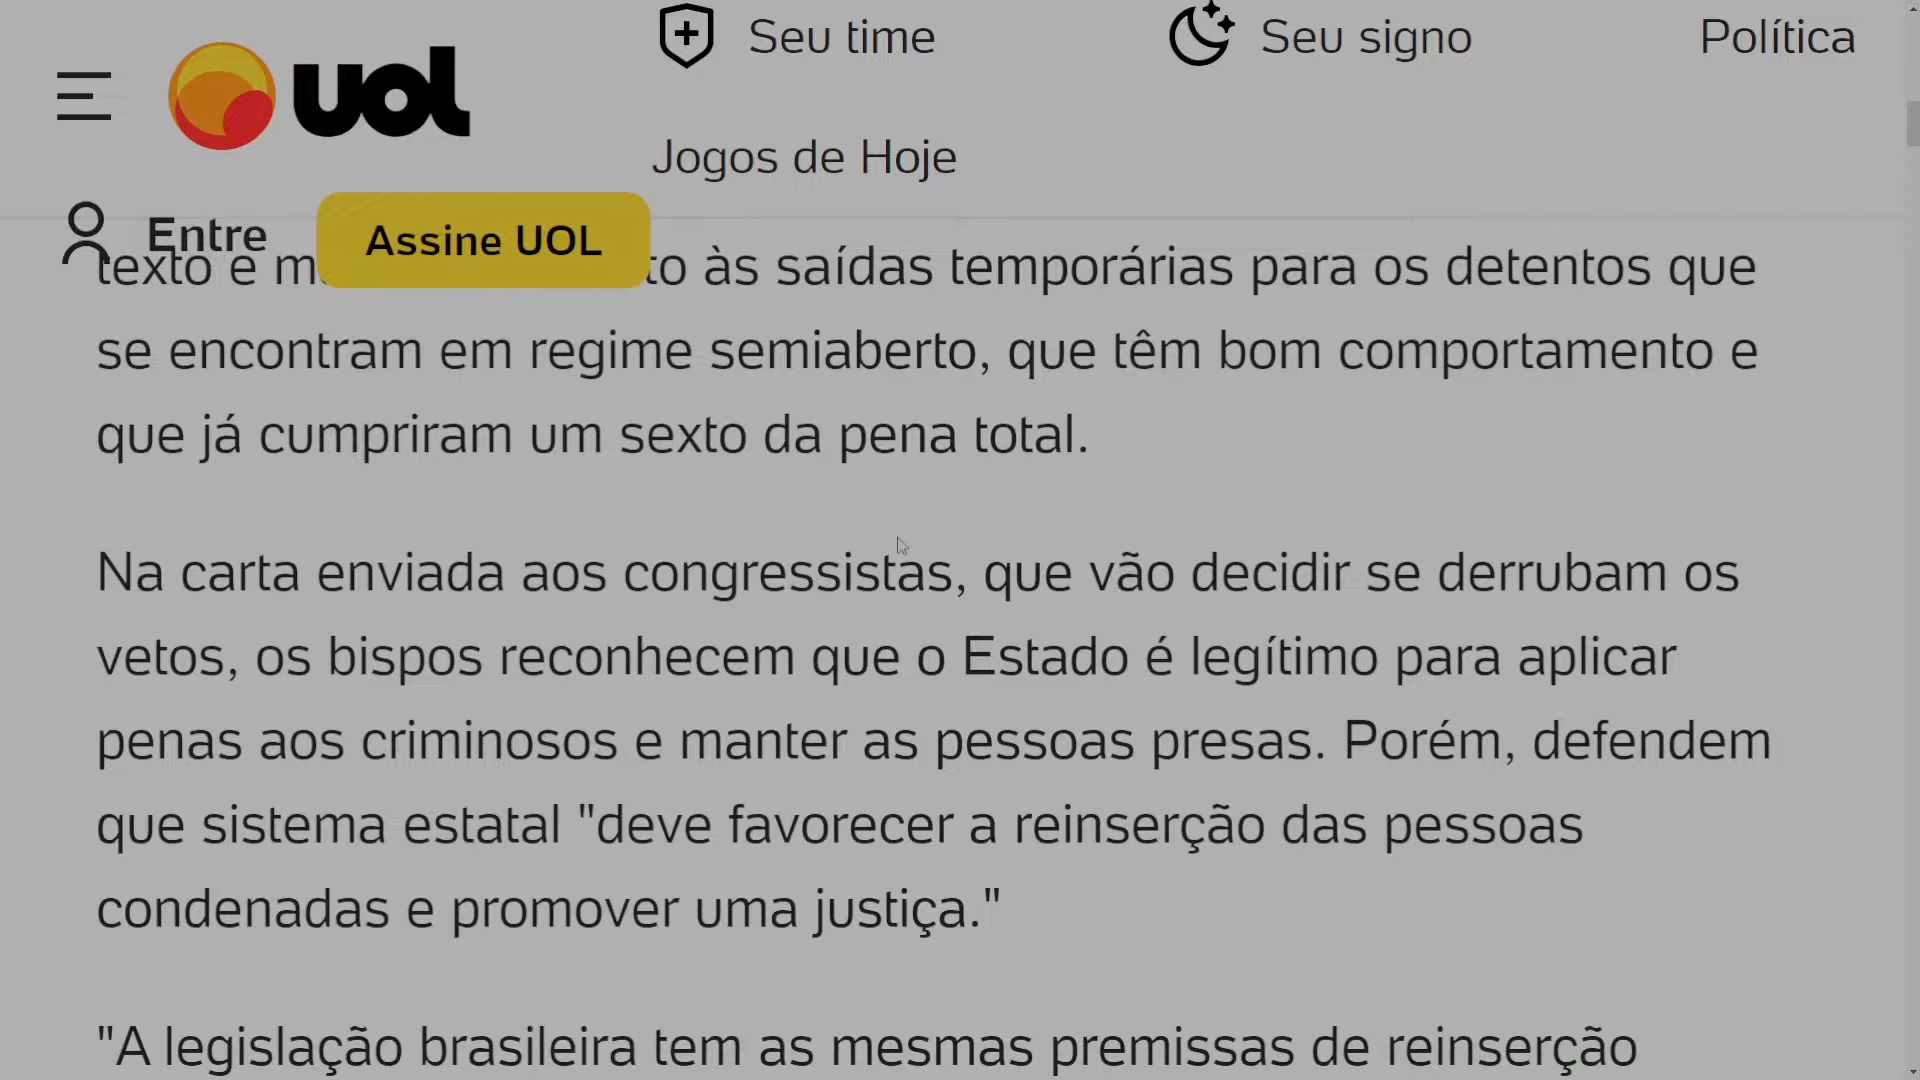 Seu time
Seu signo
Política
uol
Jogos de Hoje
Entre
Assine UOL
texto e to às saídas temporárias para os detentos que
se encontram em regime semiaberto, que têm bom comportamento e
que já cumpriram um sexto da pena total.
Na carta enviada aos congressistas, que vão decidir se derrubam os
vetos, os bispos reconhecem que o Estado é legítimo para aplicar
penas aos criminosos e manter as pessoas presas. Porém, defendem
que sistema estatal "deve favorecer a reinserção das pessoas
condenadas e promover uma justiça."
"A legislação brasileira tem as mesmas premissas de reinserção